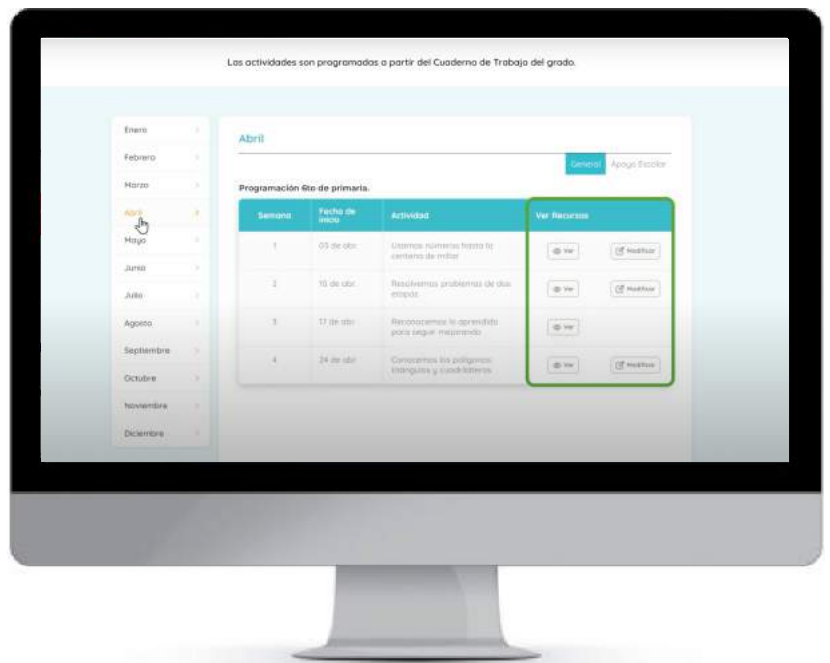 Las actividades son programadas a partir del Cuaderno de Trabajo del grado.
Enero
Febrero
Marzo
Abril
Mayo
Junio
Julio
Agosto
Septiembre
Octubre
Noviembre
Diciembre
Abril
General Apoyo Escolar
Programación 6to de primaria.
Semana Fecha de inicio Actividad Ver Recursos
1 03 de abr Usamos números hasta la
centena de millar
Ver Modificar
2 10 de abr Resolvemos problemas de dos
etapas
Ver Modificar
3 17 de abr Reconocemos lo aprendido
para seguir mejorando
Ver
4 24 de abr Conocemos los polígonos:
triángulos y cuadriláteros
Ver Modificar